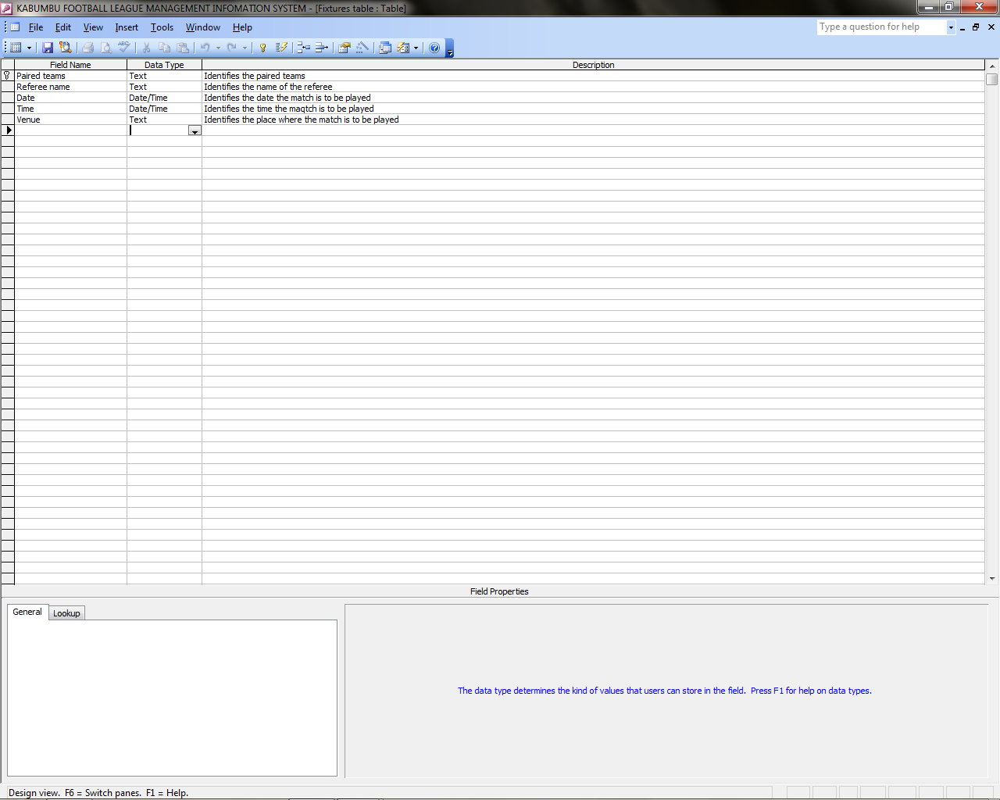 KABUMBU FOOTBALL LEAGUE MANAGEMENT INFOMATION SYSTEM - [Fixtures table : Table]
File Edit View Insert Tools Window Help Type a question for help
Field Name Data Type Description
Paired teams Text Identifies the paired teams
Referee name Text Identifies the name of the referee
Date Date/Time Identifies the date the match is to be played
Time Date/Time Identifies the time the maqtch is to be played
Venue Text Identifies the place where the match is to be played
Field Properties
General Lookup
The data type determines the kind of values that users can store in the field. Press F1 for help on data types.
Design view. F6 = Switch panes. F1 = Help.